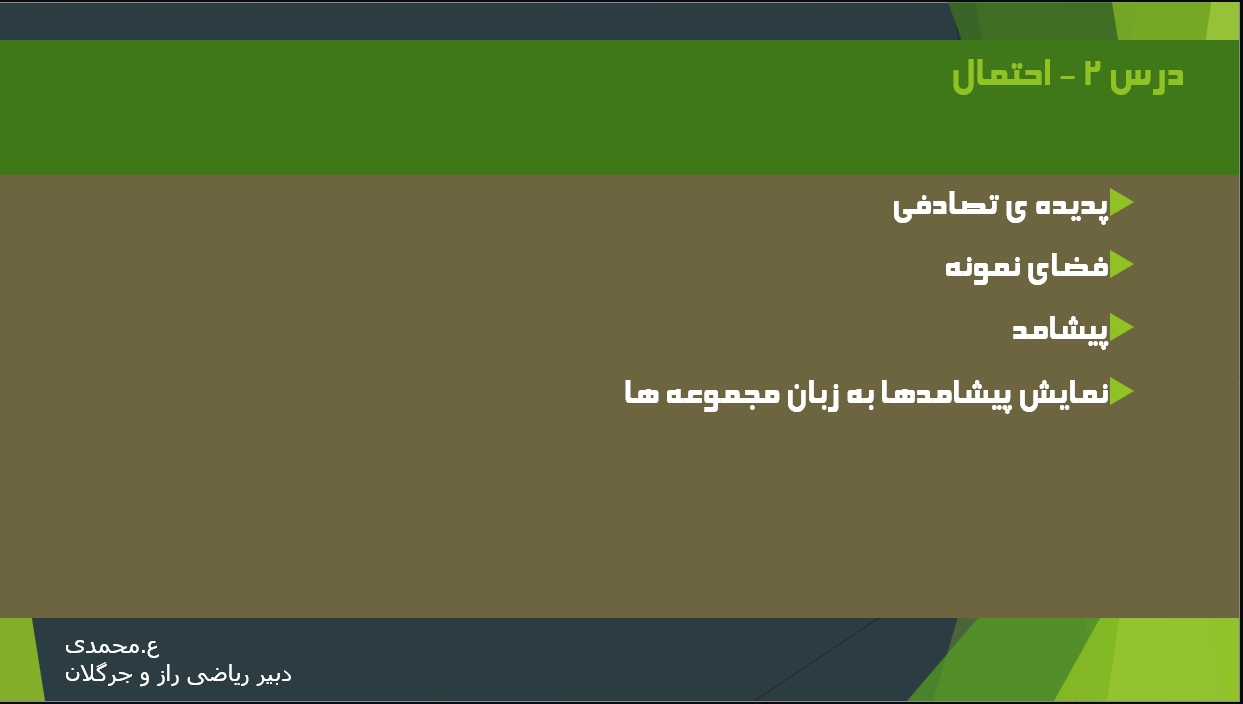 درس ۲ – احتمال
پدیده ی تصادفی
فضای نمونه
پیشامد
نمایش پیشامدها به زبان مجموعه ها
ع.محمدی
دبیر ریاضی راز و جرگلان